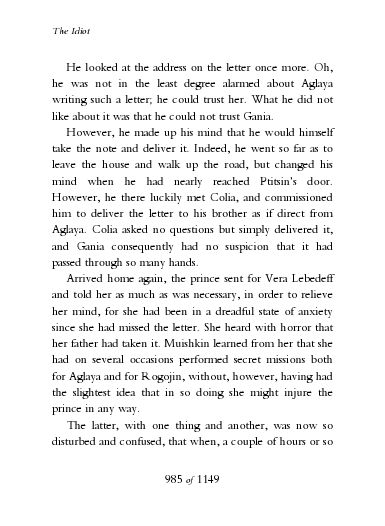 The Idiot
He looked at the address on the letter once more. Oh,
he was not in the least degree alarmed about Aglaya
writing such a letter; he could trust her. What he did not
like about it was that he could not trust Gania.
However, he made up his mind that he would himself
take the note and deliver it. Indeed, he went so far as to
leave the house and walk up the road, but changed his
mind when he had nearly reached Ptitsin's door.
However, he there luckily met Colia, and commissioned
him to deliver the letter to his brother as if direct from
Aglaya. Colia asked no questions but simply delivered it,
and Gania consequently had no suspicion that it had
passed through so many hands.
Arrived home again, the prince sent for Vera Lebedeff
and told her as much as was necessary, in order to relieve
her mind, for she had been in a dreadful state of anxiety
since she had missed the letter. She heard with horror that
her father had taken it. Muishkin learned from her that she
had on several occasions performed secret missions both
for Aglaya and for Rogojin, without, however, having had
the slightest idea that in so doing she might injure the
prince in any way.
The latter, with one thing and another, was now so
disturbed and confused, that when, a couple of hours or so
985 of 1149